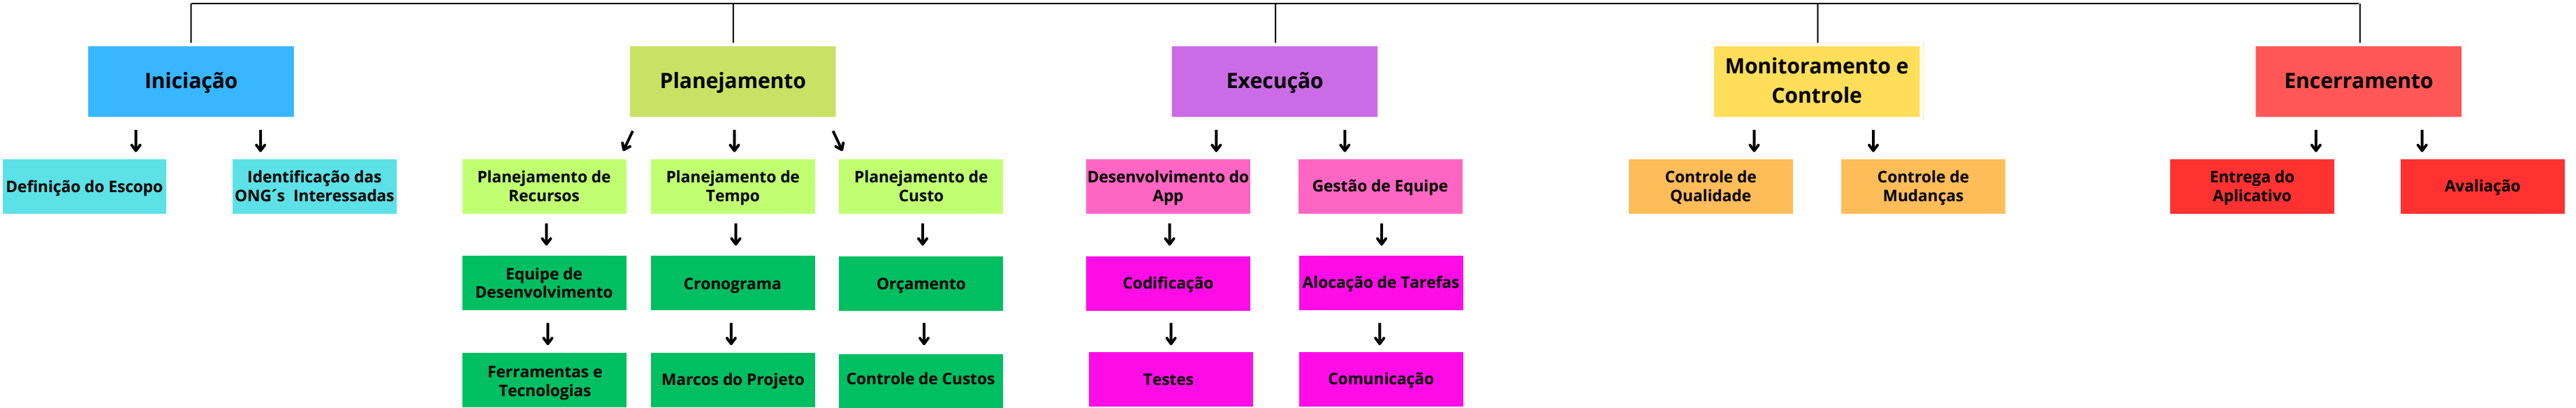 Iniciação
Planejamento
Execução
Monitoramento e
Controle
Encerramento
Definição do Escopo
Identificação das
ONG´s Interessadas
Planejamento de
Recursos
Planejamento de
Tempo
Planejamento de
Custo
Desenvolvimento do
App
Gestão de Equipe
Controle de
Qualidade
Controle de
Mudanças
Entrega do
Aplicativo
Avaliação
Equipe de
Desenvolvimento
Cronograma
Orçamento
Codificação
Alocação de Tarefas
Ferramentas e
Tecnologias
Marcos do Projeto
Controle de Custos
Testes
Comunicação